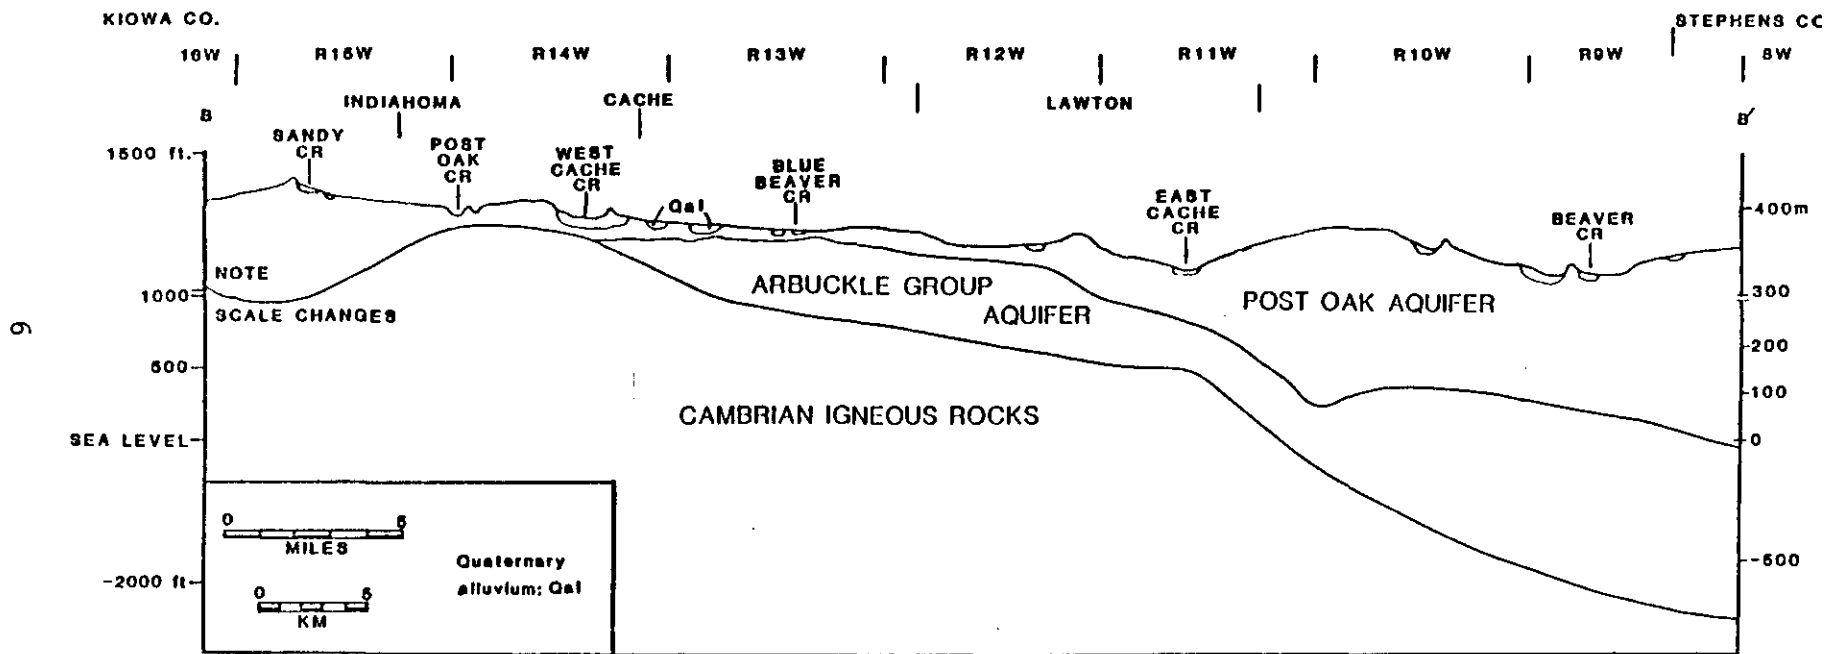 KIOWA CO.
STEPHENS CO
16W R15W R14W R13W R12W R11W R10W R9W 8W
INDIAHOMA CACHE LAWTON
B B'
SANDY
CR
POST
OAK
CR
WEST
CACHE
CR
Qal
BLUE
BEAVER
CR
EAST
CACHE
CR
BEAVER
CR
1500 ft.
400m
NOTE
1000
SCALE CHANGES
300
ARBUCKLE GROUP
AQUIFER
POST OAK AQUIFER
9
500
200
100
CAMBRIAN IGNEOUS ROCKS
SEA LEVEL
0
0 5
MILES
Quaternary
alluvium; Qal
-2000 ft
-500
0 5
KM